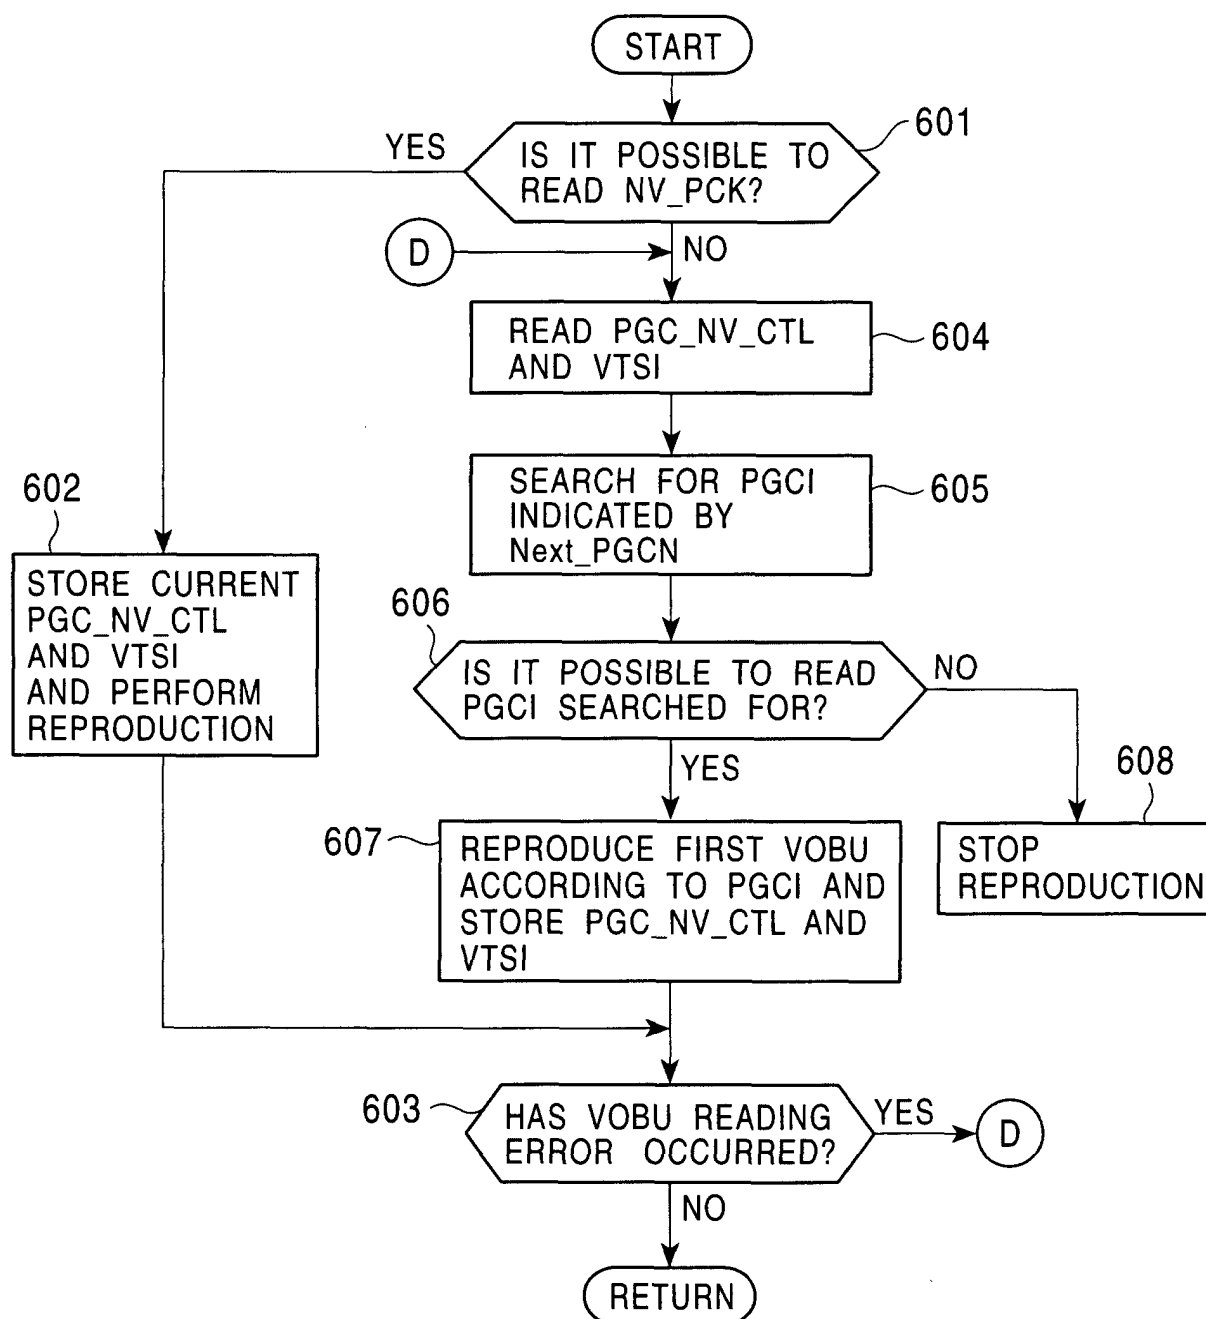 START
601
YES
IS IT POSSIBLE TO
READ NV_PCK?
D
NO
READ PGC_NV_CTL
AND VTSI
604
SEARCH FOR PGCI
INDICATED BY
Next_PGCN
605
602
STORE CURRENT
PGC_NV_CTL
AND VTSI
AND PERFORM
REPRODUCTION
606
IS IT POSSIBLE TO READ
PGCI SEARCHED FOR?
NO
YES
608
STOP
REPRODUCTION
607
REPRODUCE FIRST VOBU
ACCORDING TO PGCI AND
STORE PGC_NV_CTL AND
VTSI
603
HAS VOBU READING
ERROR OCCURRED?
YES
D
NO
RETURN